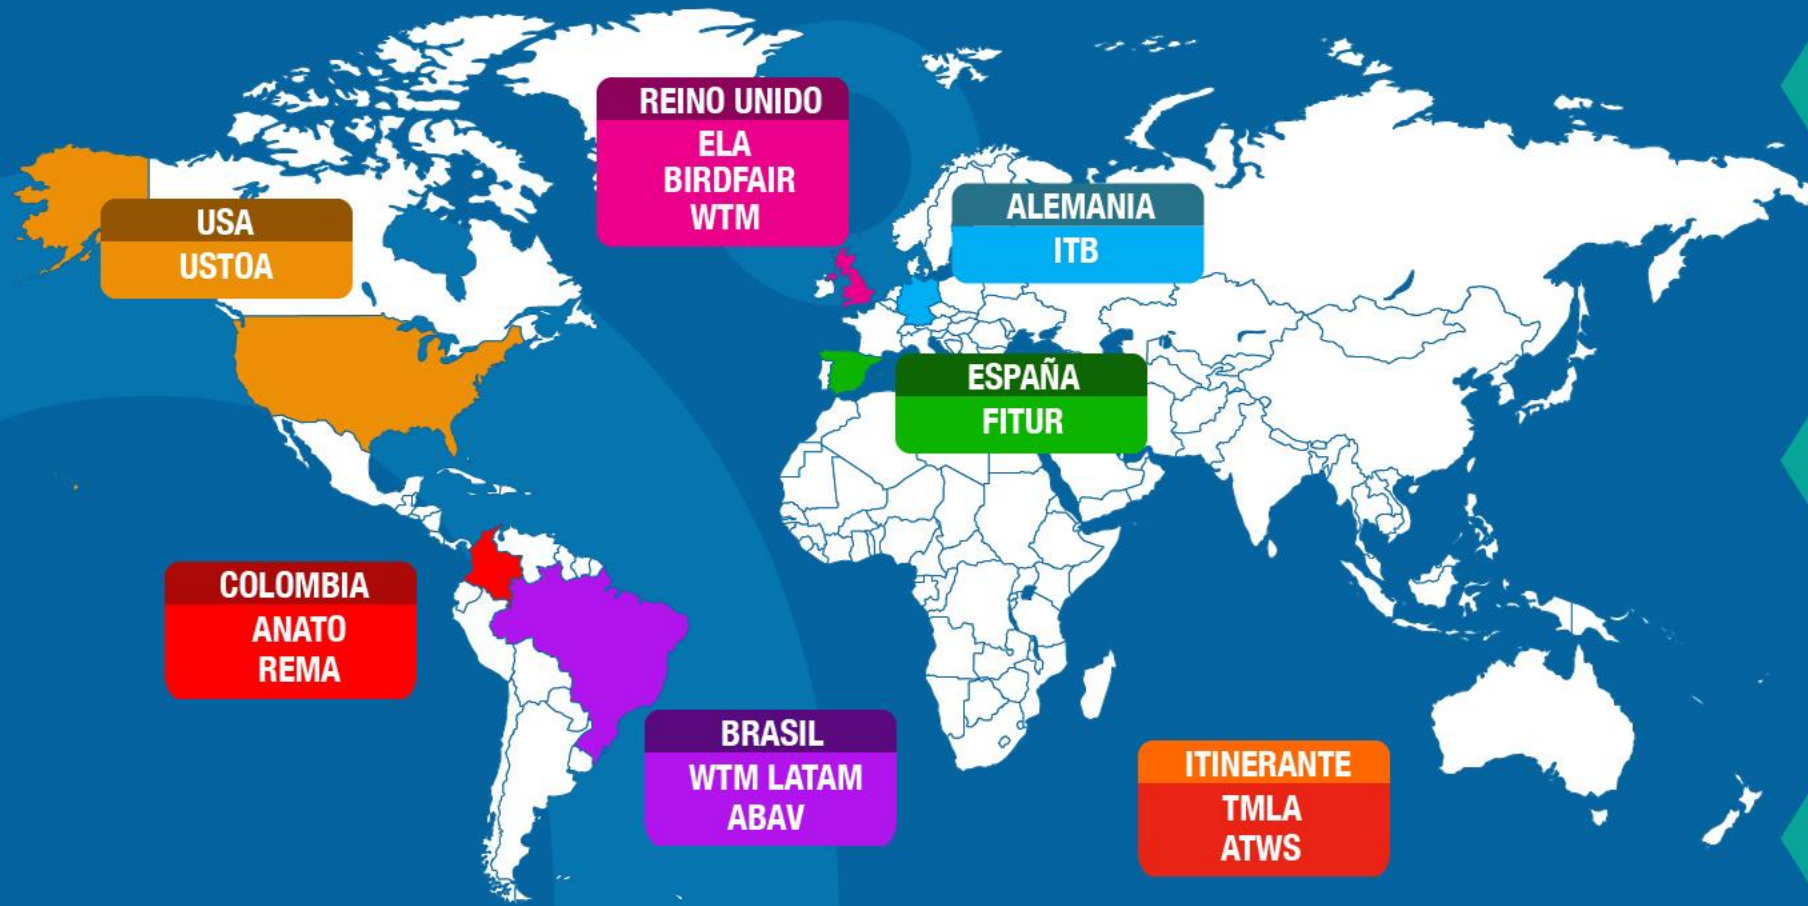 REINO UNIDO
ELA
BIRDFAIR
WTM
ALEMANIA
ITB
USA
USTOA
ESPAÑA
FITUR
COLOMBIA
ANATO
REMA
BRASIL
WTM LATAM
ABAV
ITINERANTE
TMLA
ATWS